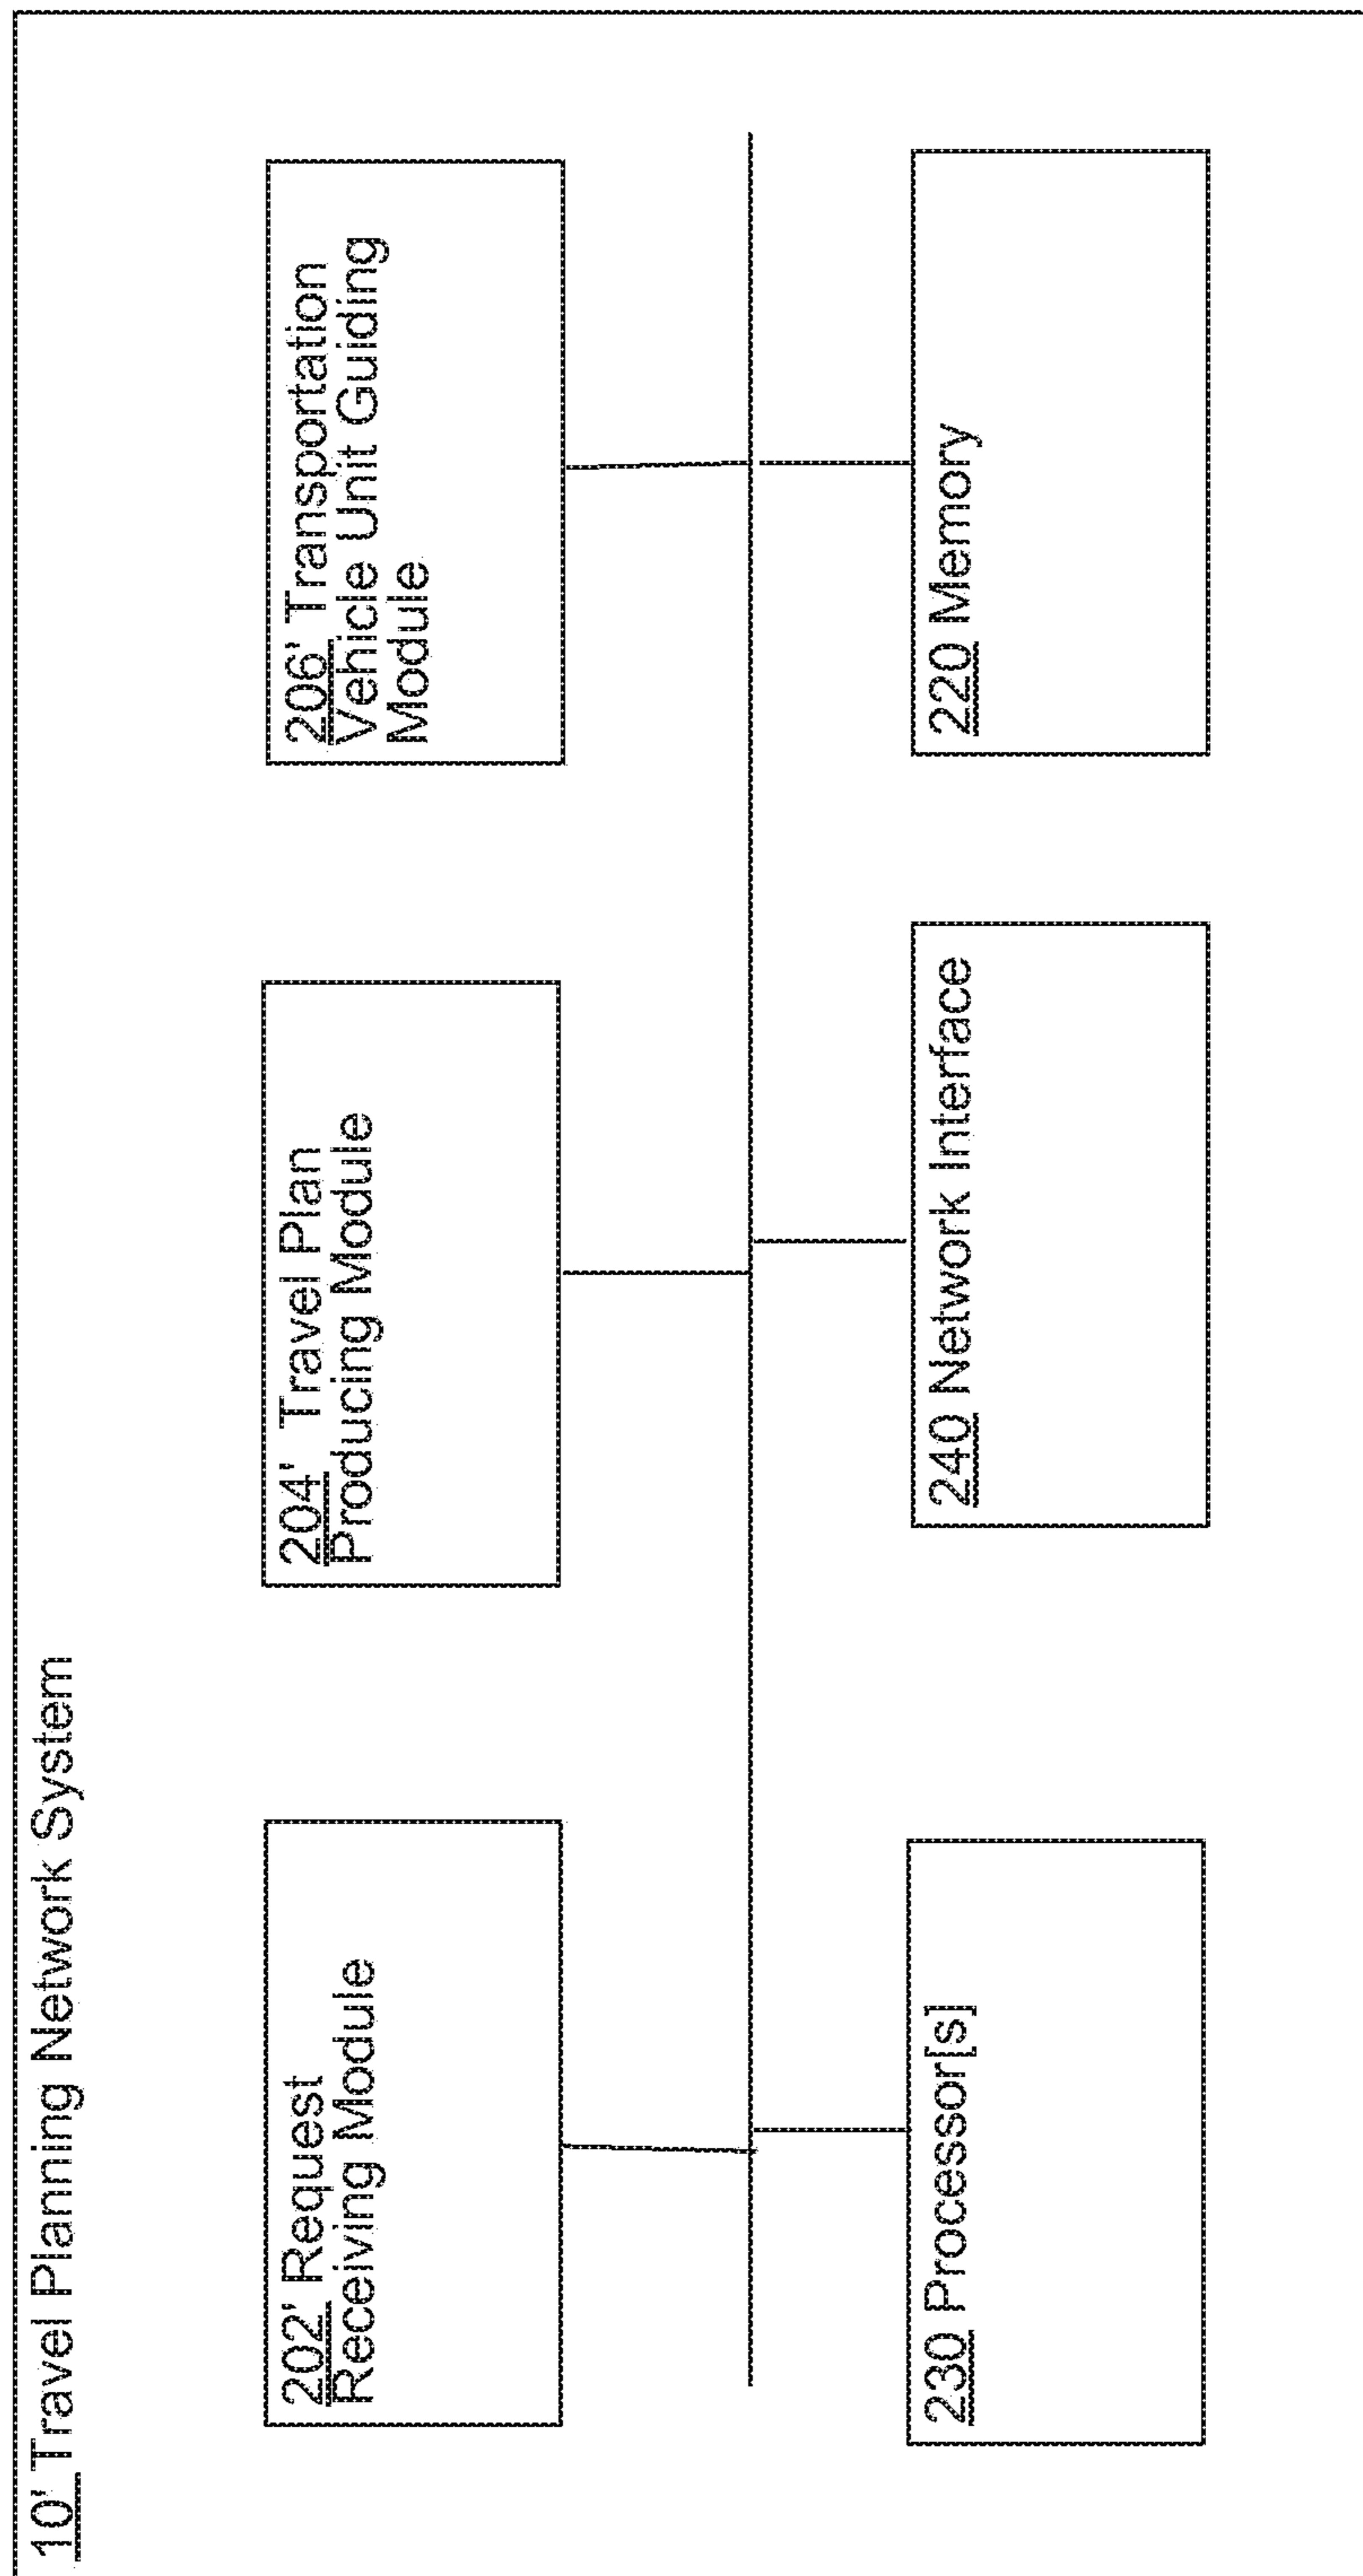 10' Travel Planning Network System
202' Request
Receiving Module
204' Travel Plan
Producing Module
206' Transportation
Vehicle Unit Guiding
Module
230 Processor[s]
240 Network Interface
220 Memory